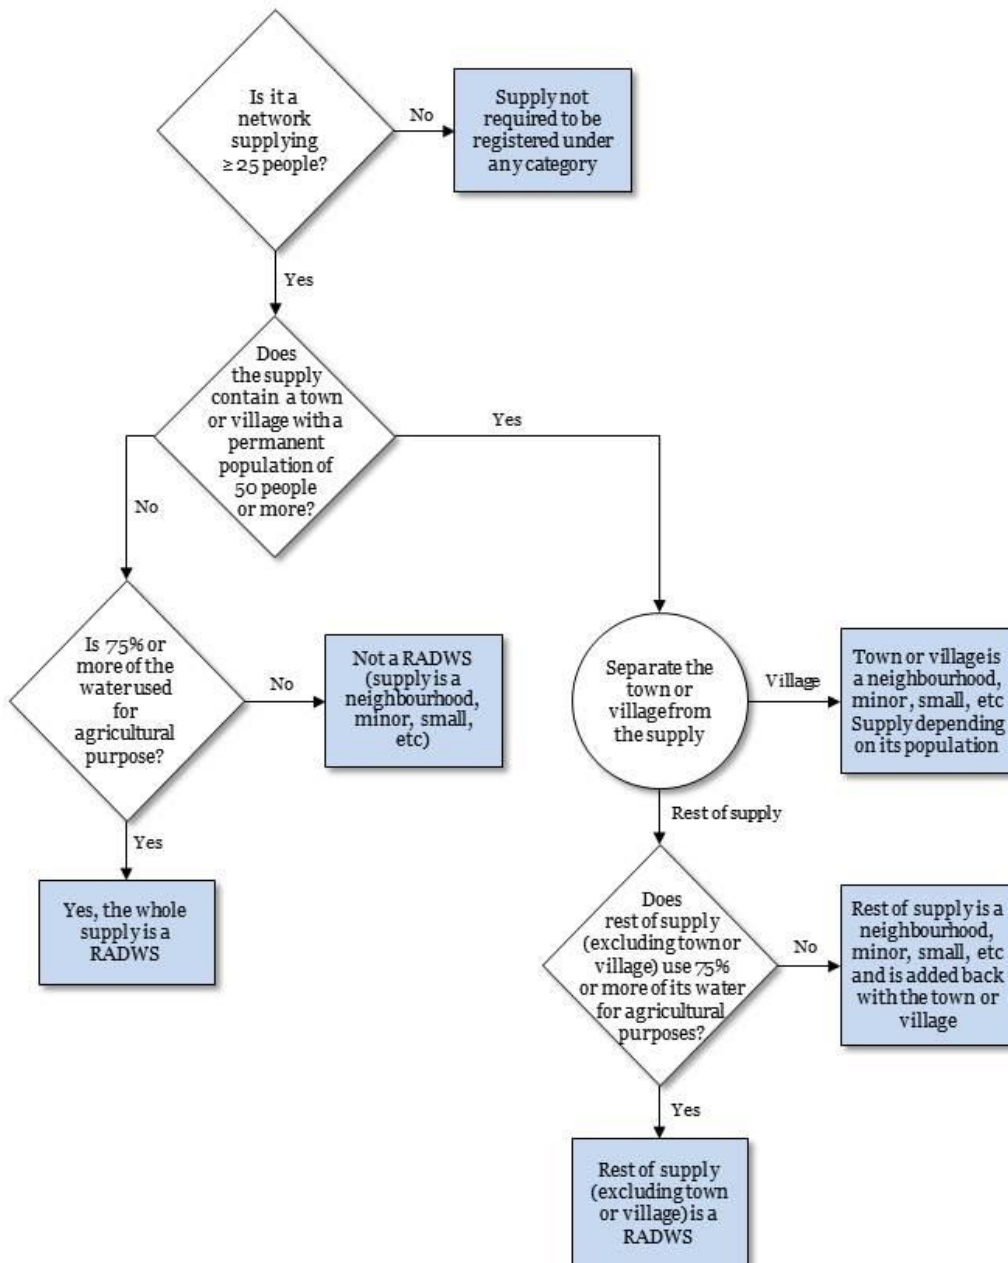 Is it a
network
supplying
≥ 25 people?
No
Supply not
required to be
registered under
any category
Yes
Does
the supply
contain a town
or village with a
permanent
population of
50 people
or more?
Yes
No
Is 75% or
more of the
water used
for
agricultural
purpose?
No
Not a RADWS
(supply is a
neighbourhood,
minor, small,
etc)
Yes
Yes, the whole
supply is a
RADWS
Separate the
town or
village from
the supply
Village
Town or village is
a neighbourhood,
minor, small, etc
Supply depending
on its population
Rest of supply
Does
rest of supply
(excluding town or
village) use 75%
or more of its water
for agricultural
purposes?
No
Rest of supply is a
neighbourhood,
minor, small, etc
and is added back
with the town or
village
Yes
Rest of supply
(excluding town
or village) is a
RADWS